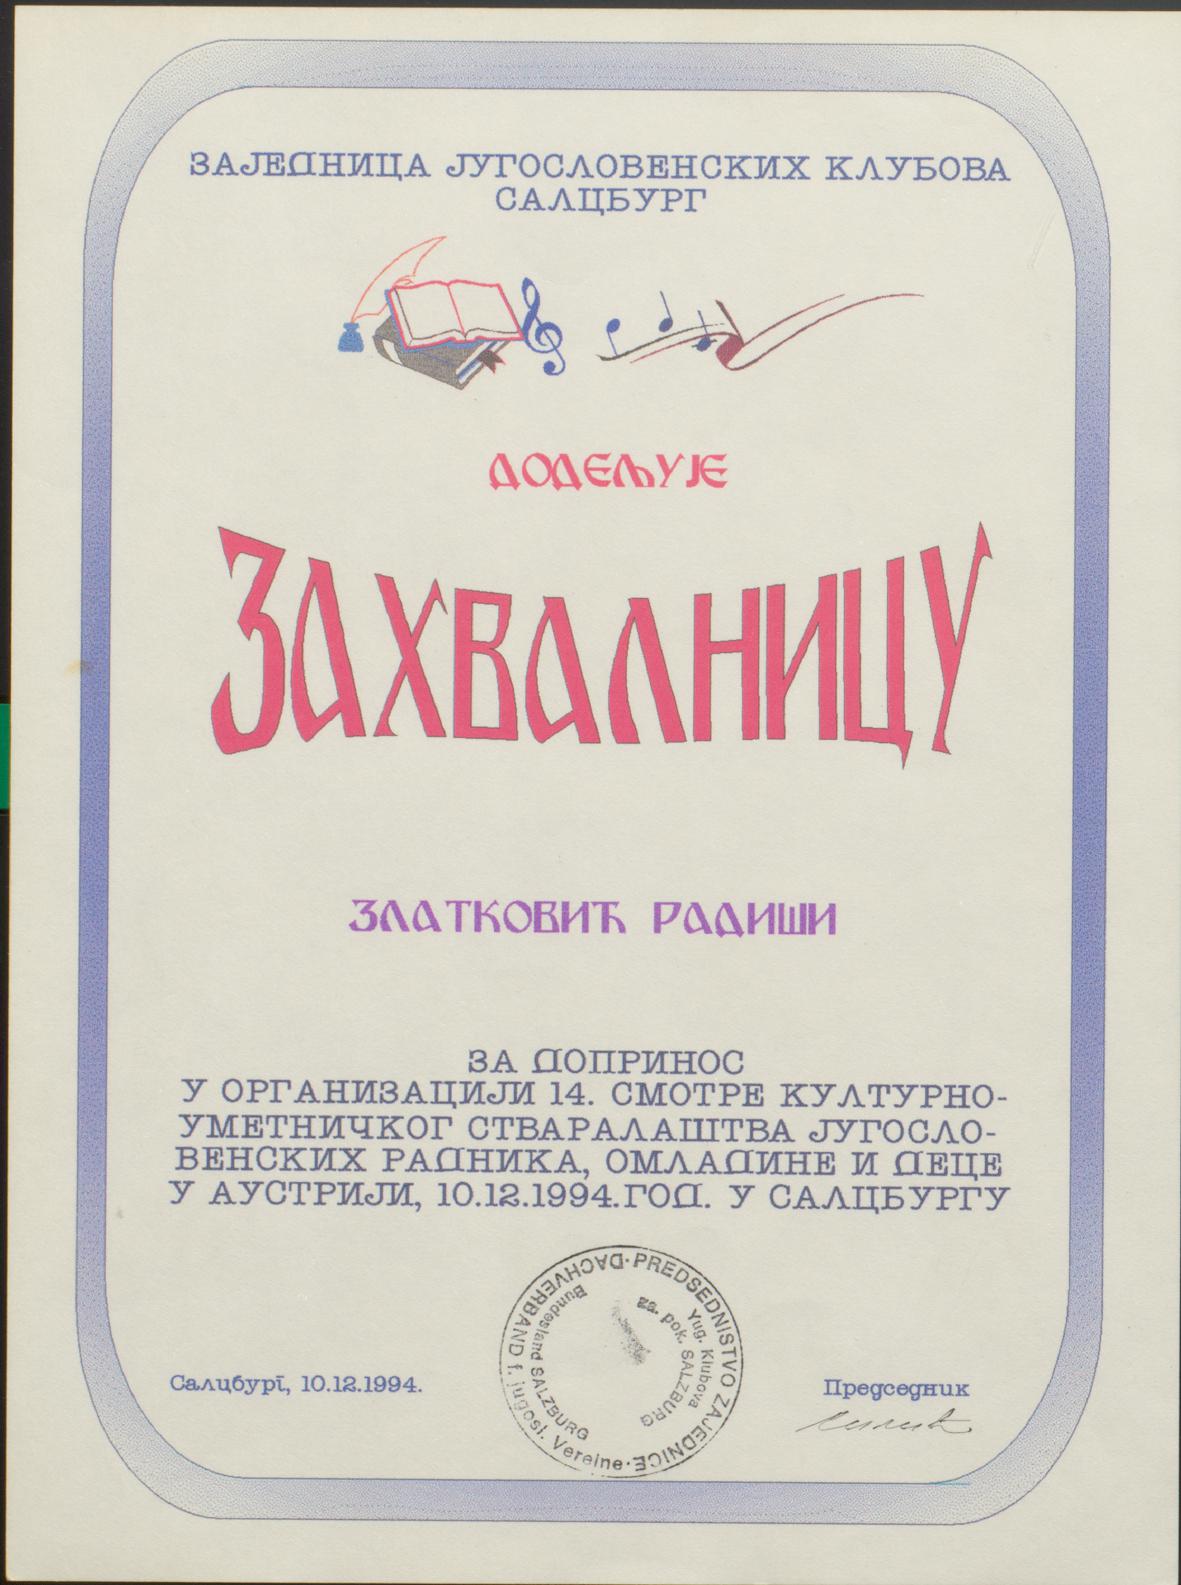 ЗАЈЕДНИЦА ЈУГОСЛОВЕНСКИХ КЛУБОВА
САЛЦБУРГ
ДОДЕЉУЈЕ
ЗАХВАЛНИЦУ
ЗЛАТКОВИЋ РАДИШИ
ЗА ДОПРИНОС
У ОРГАНИЗАЦИЈИ 14. СМОТРЕ КУЛТУРНО-
УМЕТНИЧКОГ СТВАРАЛАШТВА ЈУГОСЛО-
ВЕНСКИХ РАДНИКА, ОМЛАДИНЕ И ДЕЦЕ
У АУСТРИЈИ, 10.12.1994.ГОД. У САЛЦБУРГУ
DACHVERBAND f. jugosl. Vereine · PREDSEDNIŠTVO ZAJEDNICE ·
Bundesland SALZBURG
Yug. Klubova
za. pok. SALZBURG
Салцбург, 10.12.1994.
Председник